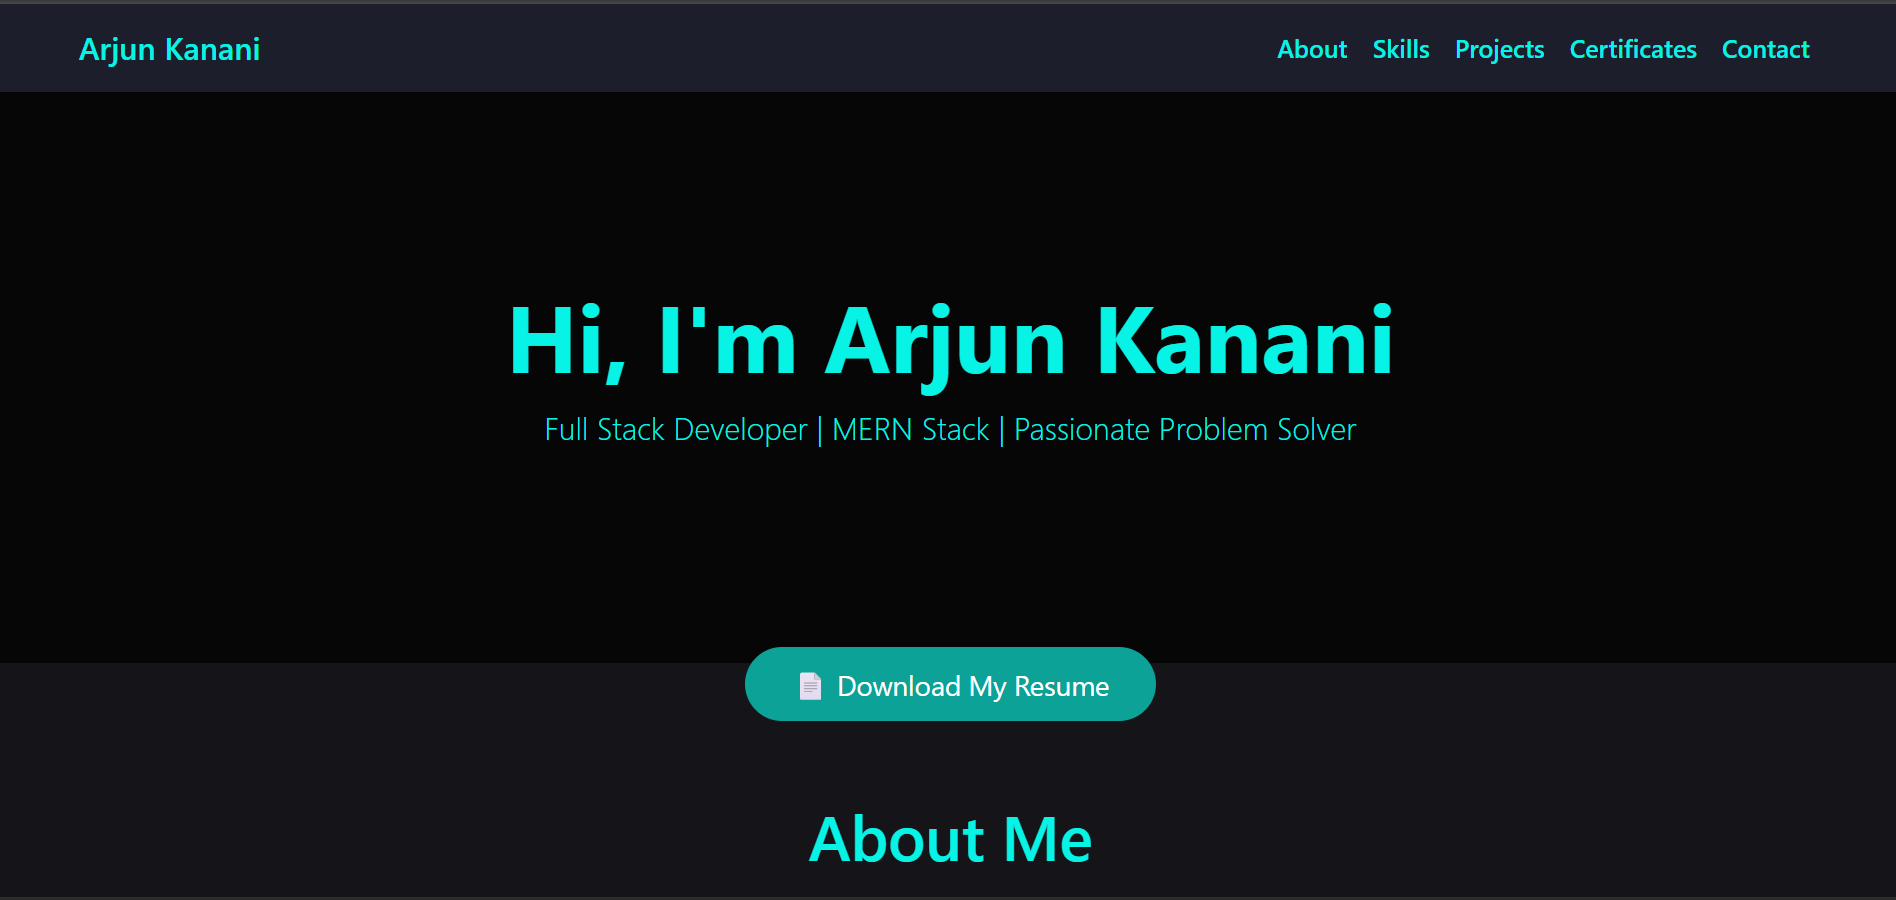 Arjun Kanani
About Skills Projects Certificates Contact
Hi, I'm Arjun Kanani
Full Stack Developer | MERN Stack | Passionate Problem Solver
Download My Resume
About Me